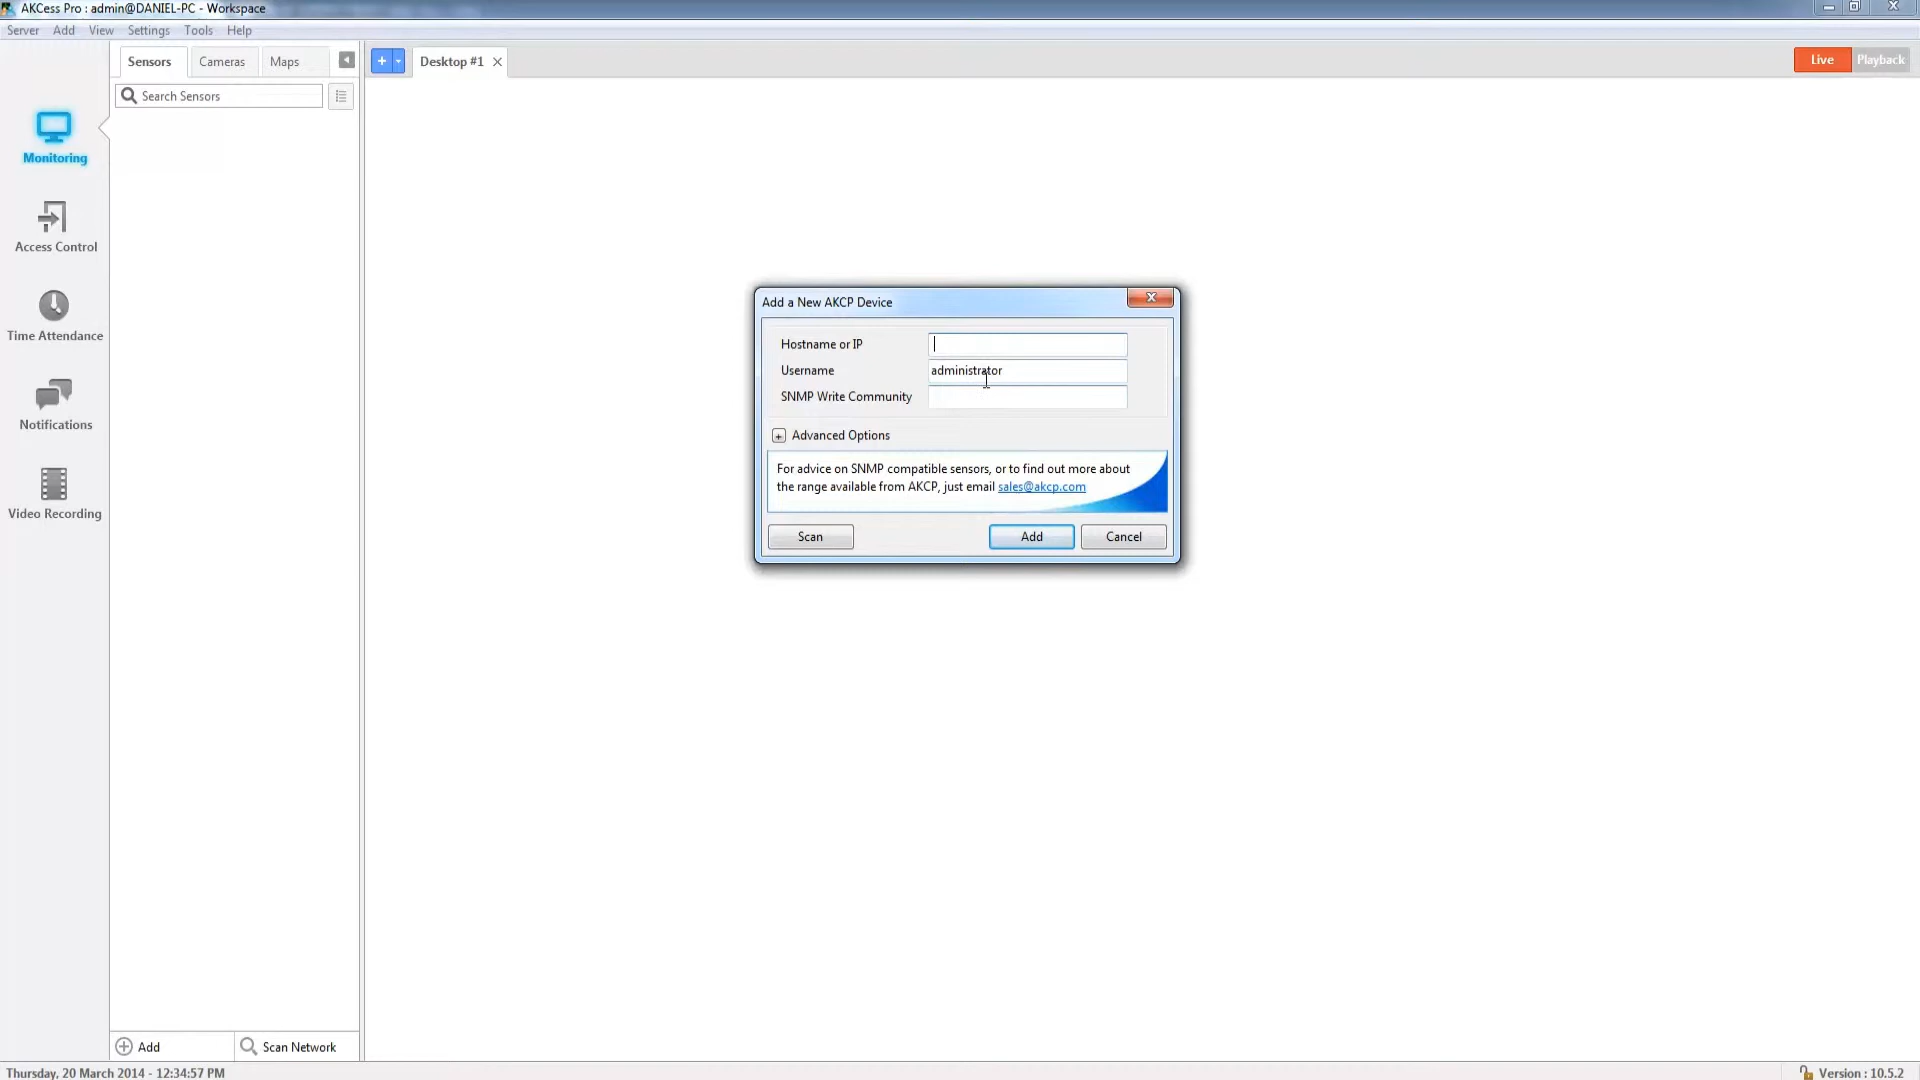 AKCess Pro : admin@DANIEL-PC - Workspace
Server Add View Settings Tools Help
Sensors Cameras Maps
Desktop #1
Live Playback
Search Sensors
Monitoring
Access Control
Time Attendance
Notifications
Video Recording
Add a New AKCP Device
Hostname or IP
Username administrator
SNMP Write Community
Advanced Options
For advice on SNMP compatible sensors, or to find out more about
the range available from AKCP, just email sales@akcp.com
Scan Add Cancel
Add Scan Network
Thursday, 20 March 2014 - 12:34:57 PM Version : 10.5.2